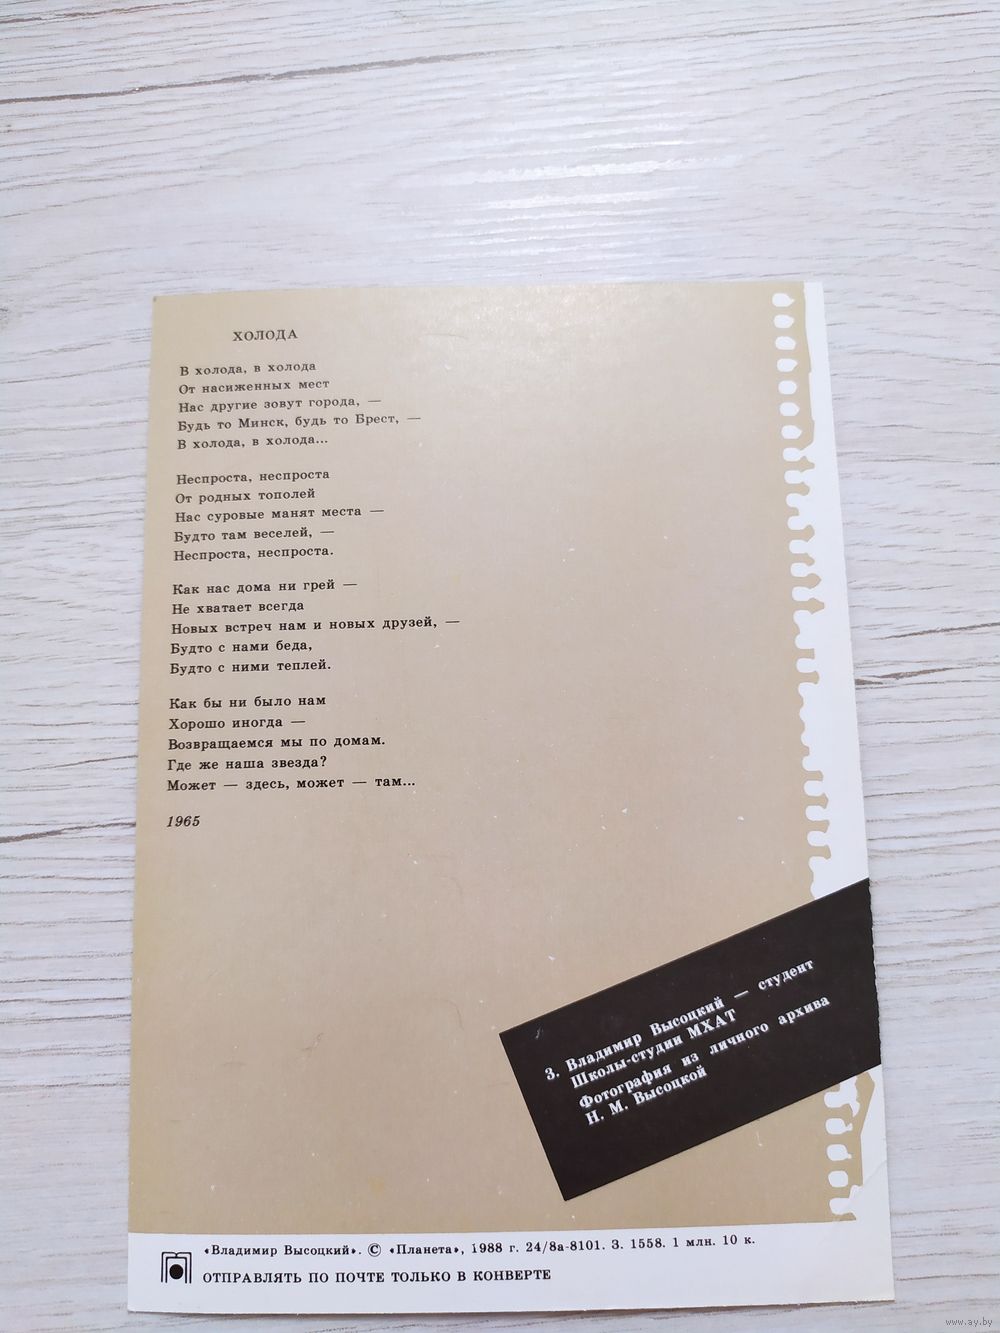 ХОЛОДА
В холода, в холода
От насиженных мест
Нас другие зовут города, —
Будь то Минск, будь то Брест, —
В холода, в холода...
Неспроста, неспроста
От родных тополей
Нас суровые манят места —
Будто там веселей, —
Неспроста, неспроста.
Как нас дома ни грей —
Не хватает всегда
Новых встреч нам и новых друзей, —
Будто с нами беда,
Будто с ними теплей.
Как бы ни было нам
Хорошо иногда —
Возвращаемся мы по домам.
Где же наша звезда?
Может — здесь, может — там...
1965
3. Владимир Высоцкий — студент
Школы-студии МХАТ
Фотография из личного архива
Н. М. Высоцкой
«Владимир Высоцкий». © «Планета», 1988 г. 24/8а-8101. З. 1558. 1 млн. 10 к.
ОТПРАВЛЯТЬ ПО ПОЧТЕ ТОЛЬКО В КОНВЕРТЕ
www.ay.by